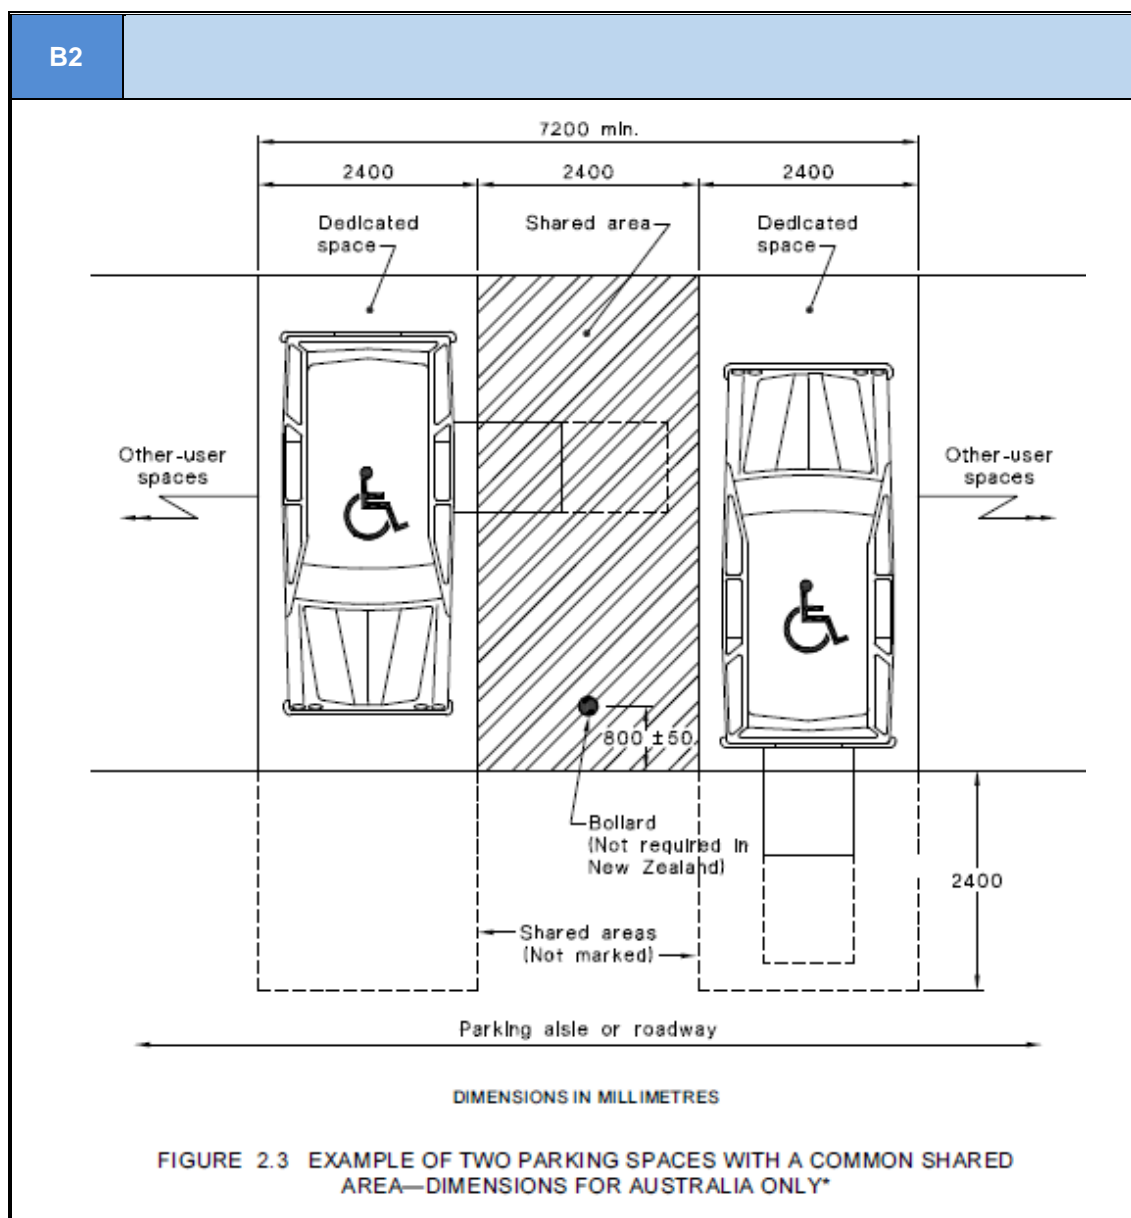 B2
7200 min.
2400
2400
2400
Dedicated
space
Shared area
Dedicated
space
Other-user
spaces
Other-user
spaces
800 ±50
Bollard
(Not required in
New Zealand)
2400
Shared areas
(Not marked)
Parking aisle or roadway
DIMENSIONS IN MILLIMETRES
FIGURE 2.3 EXAMPLE OF TWO PARKING SPACES WITH A COMMON SHARED
AREA—DIMENSIONS FOR AUSTRALIA ONLY*